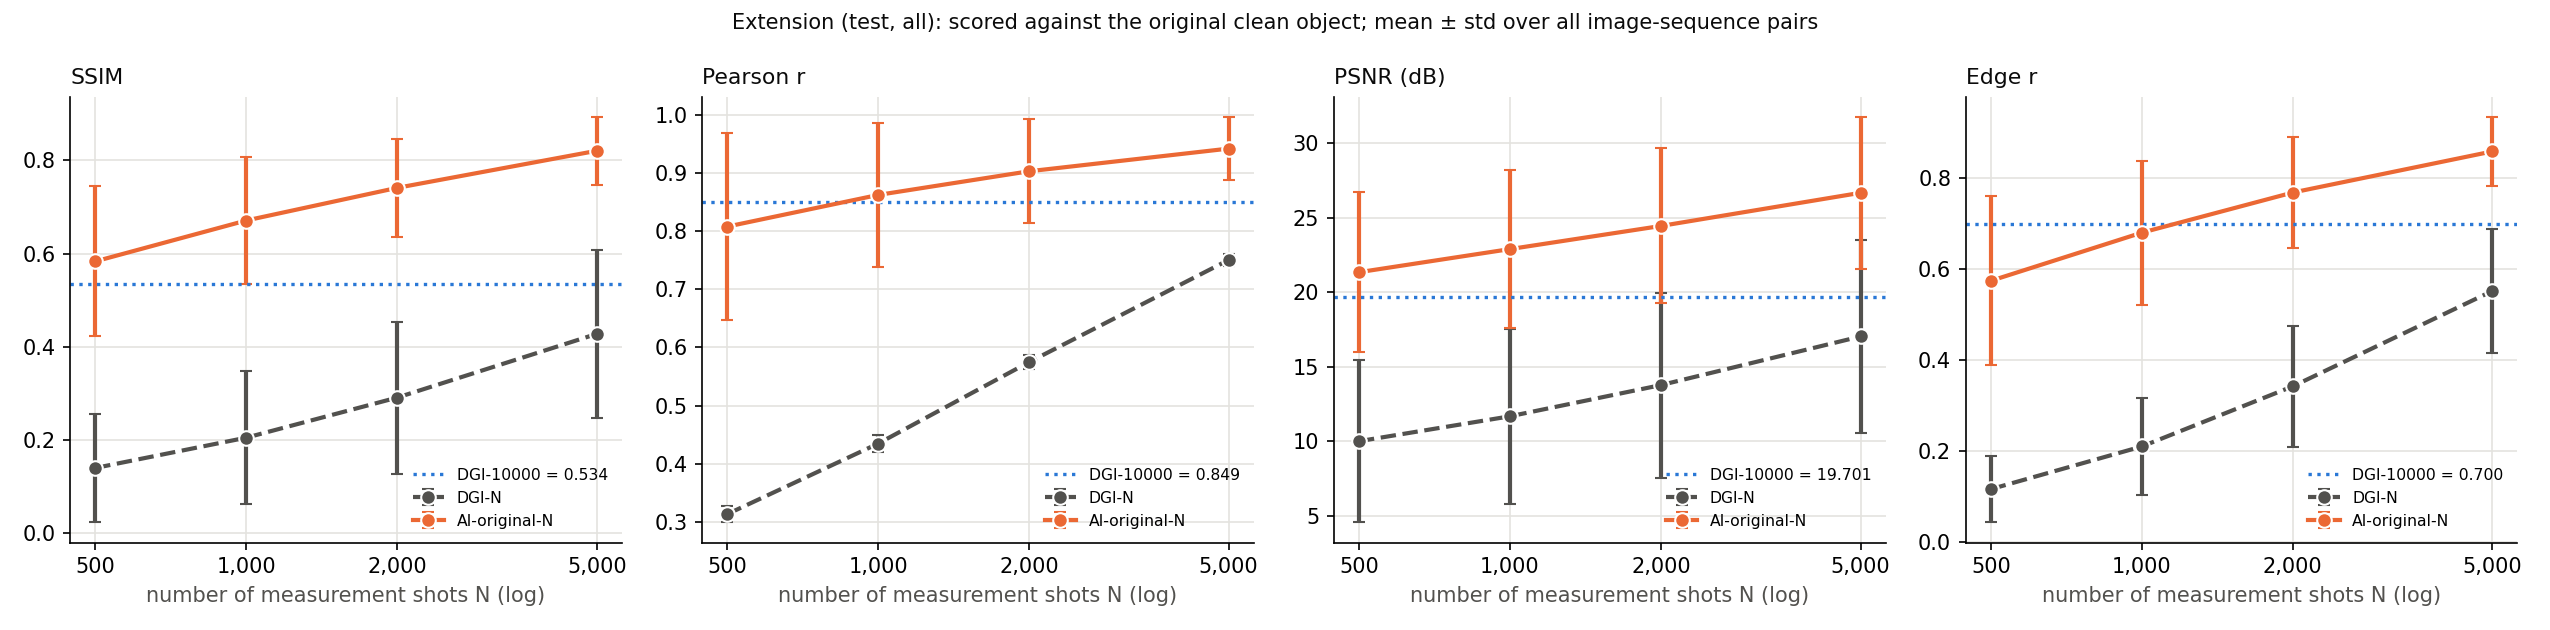 Extension (test, all): scored against the original clean object; mean ± std over all image-sequence pairs
SSIM
0.8
0.6
0.4
0.2
0.0
DGI-10000 = 0.534
DGI-N
AI-original-N
500
1,000
2,000
5,000
number of measurement shots N (log)
Pearson r
1.0
0.9
0.8
0.7
0.6
0.5
0.4
0.3
DGI-10000 = 0.849
DGI-N
AI-original-N
500
1,000
2,000
5,000
number of measurement shots N (log)
PSNR (dB)
30
25
20
15
10
5
DGI-10000 = 19.701
DGI-N
AI-original-N
500
1,000
2,000
5,000
number of measurement shots N (log)
Edge r
0.8
0.6
0.4
0.2
0.0
DGI-10000 = 0.700
DGI-N
AI-original-N
500
1,000
2,000
5,000
number of measurement shots N (log)